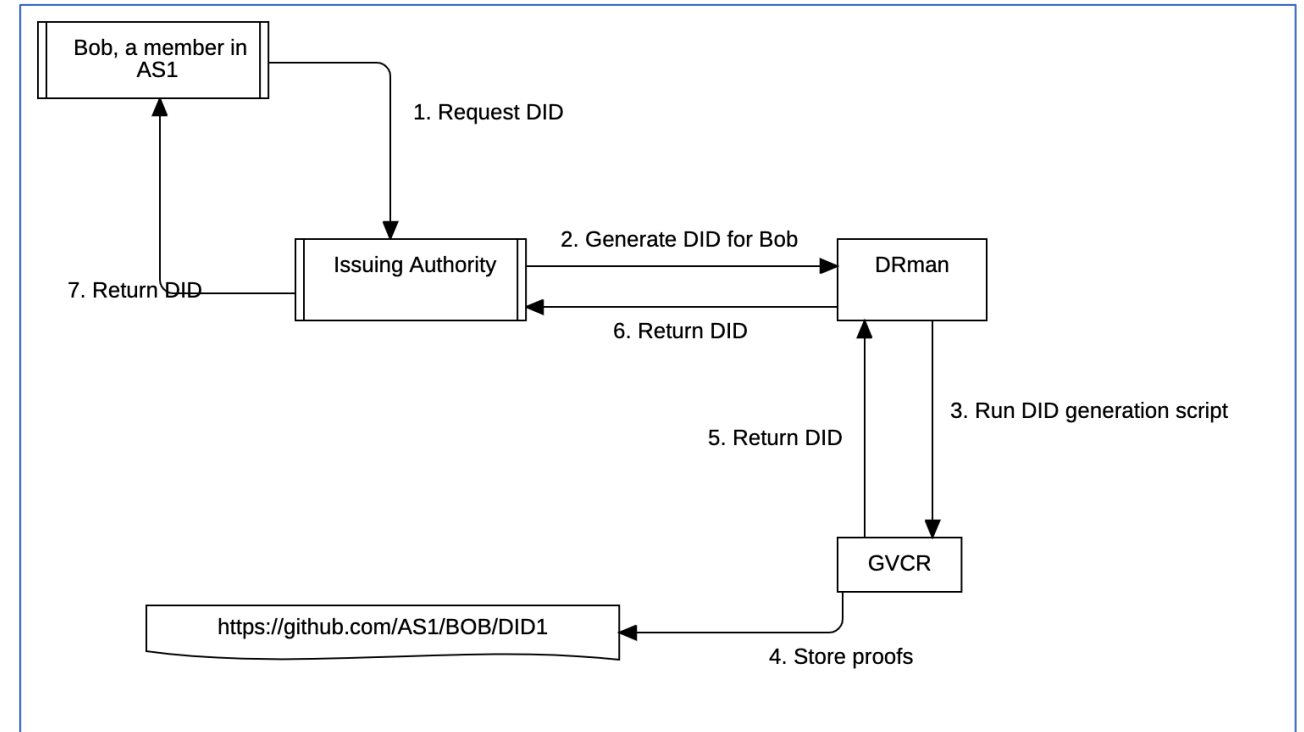 Bob, a member in
AS1
1. Request DID
2. Generate DID for Bob
Issuing Authority
DRman
7. Return DID
6. Return DID
3. Run DID generation script
5. Return DID
GVCR
https://github.com/AS1/BOB/DID1
4. Store proofs